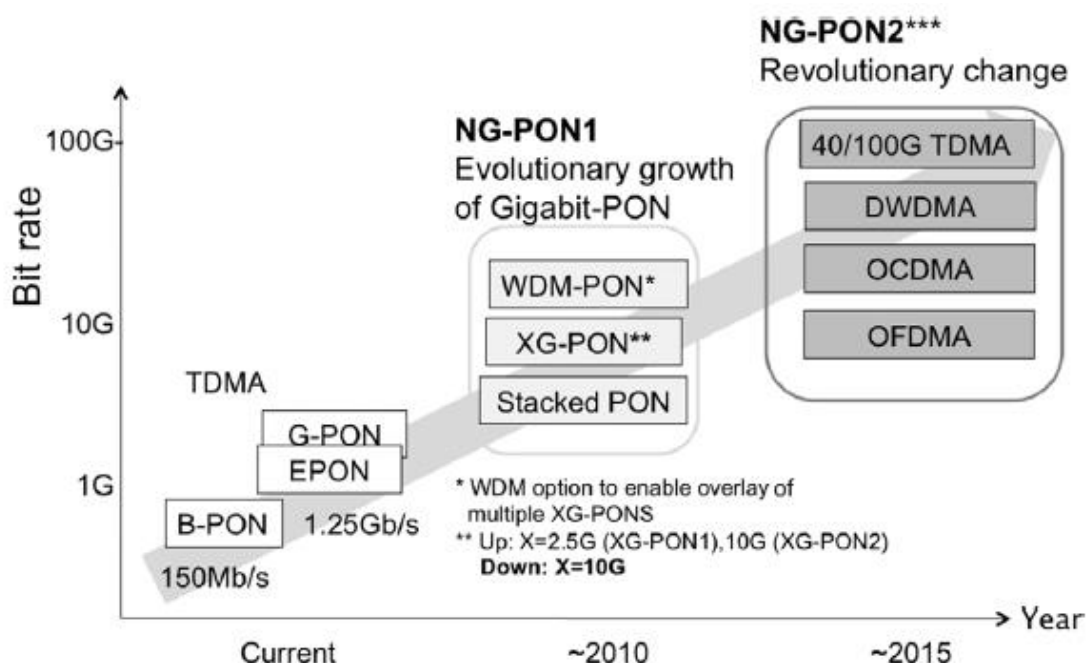 NG-PON2***
Revolutionary change
NG-PON1
Evolutionary growth
of Gigabit-PON
100G
10G
1G
Bit rate
40/100G TDMA
DWDMA
OCDMA
OFDMA
WDM-PON*
XG-PON**
Stacked PON
TDMA
G-PON
EPON
B-PON
1.25Gb/s
150Mb/s
* WDM option to enable overlay of
multiple XG-PONS
** Up: X=2.5G (XG-PON1),10G (XG-PON2)
Down: X=10G
Year
Current
~2010
~2015